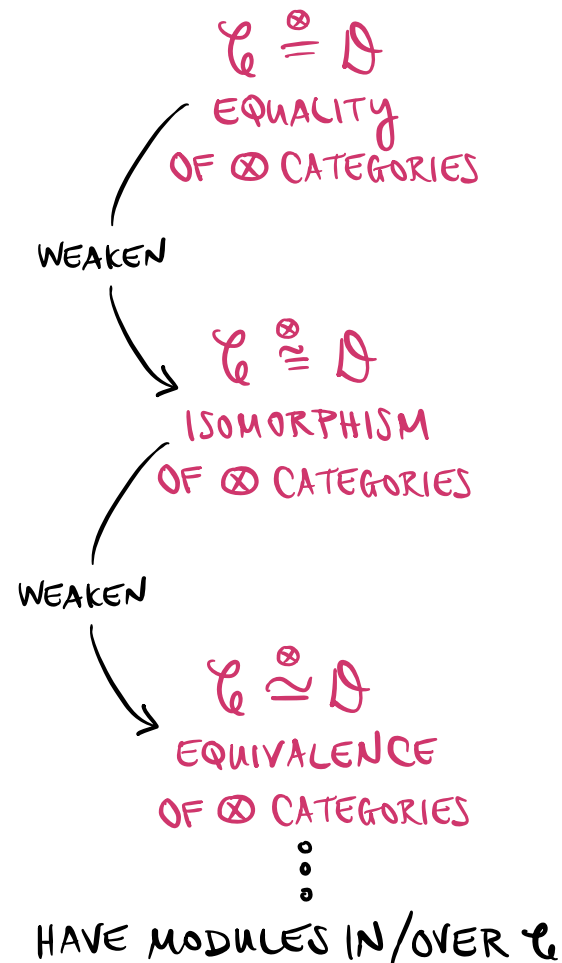 𝒞 ≗ 𝒟
EQUALITY
OF ⊗ CATEGORIES
WEAKEN
𝒞 ⊗≅ 𝒟
ISOMORPHISM
OF ⊗ CATEGORIES
WEAKEN
𝒞 ⊗≃ 𝒟
EQUIVALENCE
OF ⊗ CATEGORIES
HAVE MODULES IN/OVER 𝒞